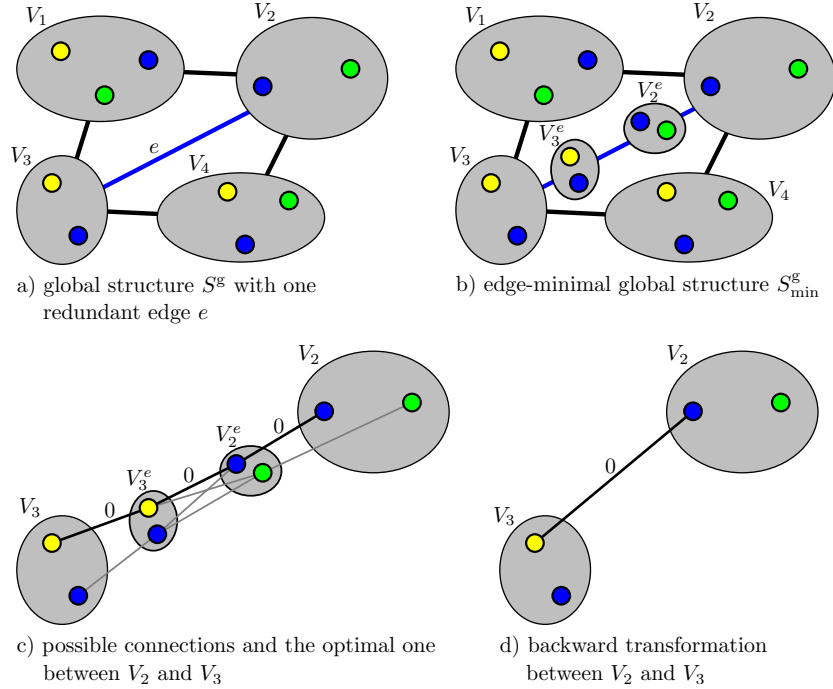 V₁
V₂
e
V₃
V₄
a) global structure Sᵍ with one
redundant edge e
V₁
V₂
V₂ᵉ
V₃ᵉ
V₃
V₄
b) edge-minimal global structure Sᵍmin
V₂
0
V₂ᵉ
0
V₃ᵉ
0
V₃
c) possible connections and the optimal one
between V₂ and V₃
V₂
0
V₃
d) backward transformation
between V₂ and V₃